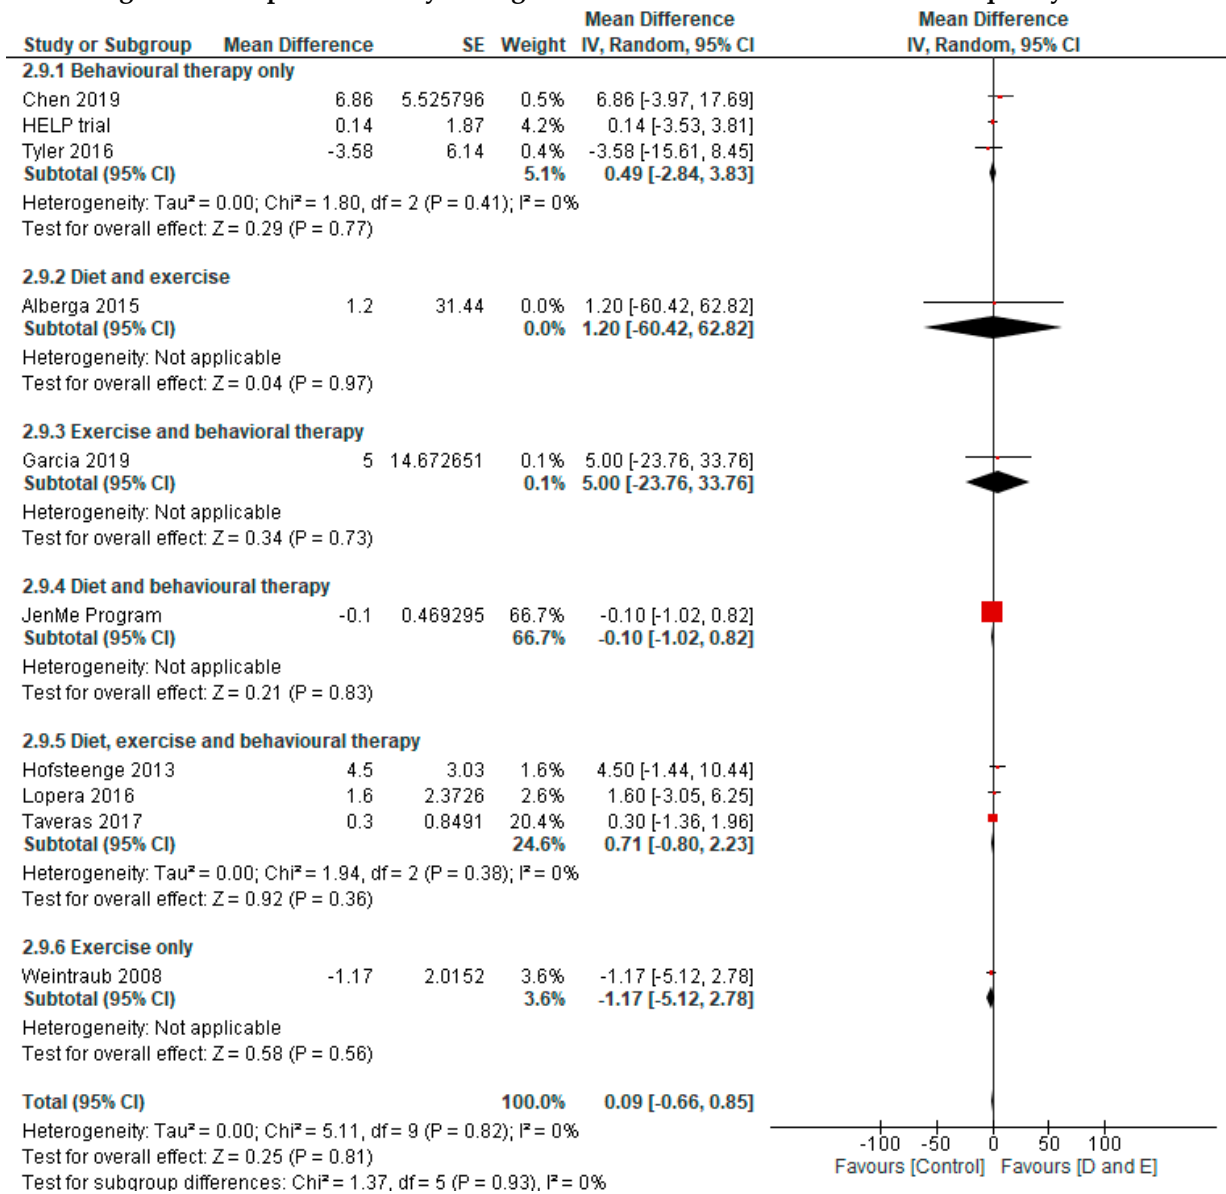 Mean Difference Mean Difference
Study or Subgroup Mean Difference SE Weight IV, Random, 95% CI IV, Random, 95% CI
2.9.1 Behavioural therapy only
Chen 2019 6.86 5.525796 0.5% 6.86 [-3.97, 17.69]
HELP trial 0.14 1.87 4.2% 0.14 [-3.53, 3.81]
Tyler 2016 -3.58 6.14 0.4% -3.58 [-15.61, 8.45]
Subtotal (95% CI) 5.1% 0.49 [-2.84, 3.83]
Heterogeneity: Tau² = 0.00; Chi² = 1.80, df = 2 (P = 0.41); I² = 0%
Test for overall effect: Z = 0.29 (P = 0.77)
2.9.2 Diet and exercise
Alberga 2015 1.2 31.44 0.0% 1.20 [-60.42, 62.82]
Subtotal (95% CI) 0.0% 1.20 [-60.42, 62.82]
Heterogeneity: Not applicable
Test for overall effect: Z = 0.04 (P = 0.97)
2.9.3 Exercise and behavioral therapy
Garcia 2019 5 14.672651 0.1% 5.00 [-23.76, 33.76]
Subtotal (95% CI) 0.1% 5.00 [-23.76, 33.76]
Heterogeneity: Not applicable
Test for overall effect: Z = 0.34 (P = 0.73)
2.9.4 Diet and behavioural therapy
JenMe Program -0.1 0.469295 66.7% -0.10 [-1.02, 0.82]
Subtotal (95% CI) 66.7% -0.10 [-1.02, 0.82]
Heterogeneity: Not applicable
Test for overall effect: Z = 0.21 (P = 0.83)
2.9.5 Diet, exercise and behavioural therapy
Hofsteenge 2013 4.5 3.03 1.6% 4.50 [-1.44, 10.44]
Lopera 2016 1.6 2.3726 2.6% 1.60 [-3.05, 6.25]
Taveras 2017 0.3 0.8491 20.4% 0.30 [-1.36, 1.96]
Subtotal (95% CI) 24.6% 0.71 [-0.80, 2.23]
Heterogeneity: Tau² = 0.00; Chi² = 1.94, df = 2 (P = 0.38); I² = 0%
Test for overall effect: Z = 0.92 (P = 0.36)
2.9.6 Exercise only
Weintraub 2008 -1.17 2.0152 3.6% -1.17 [-5.12, 2.78]
Subtotal (95% CI) 3.6% -1.17 [-5.12, 2.78]
Heterogeneity: Not applicable
Test for overall effect: Z = 0.58 (P = 0.56)
Total (95% CI) 100.0% 0.09 [-0.66, 0.85]
Heterogeneity: Tau² = 0.00; Chi² = 5.11, df = 9 (P = 0.82); I² = 0%
Test for overall effect: Z = 0.25 (P = 0.81)
Test for subgroup differences: Chi² = 1.37, df = 5 (P = 0.93), I² = 0%
-100 -50 0 50 100
Favours [Control] Favours [D and E]